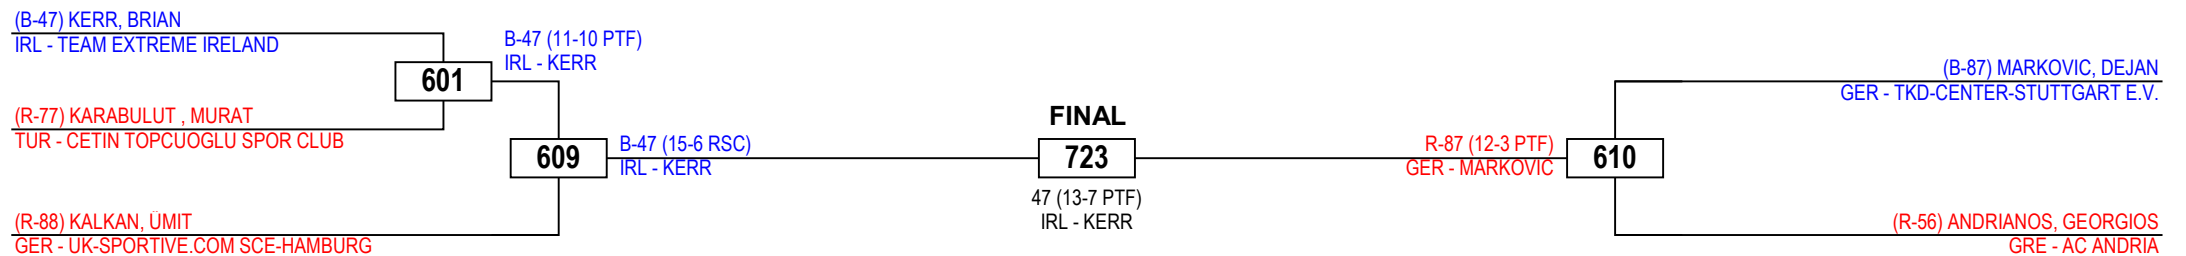 (B-47) KERR, BRIAN
IRL - TEAM EXTREME IRELAND
B-47 (11-10 PTF)
IRL - KERR
601
(R-77) KARABULUT , MURAT
TUR - CETIN TOPCUOGLU SPOR CLUB
609
B-47 (15-6 RSC)
IRL - KERR
(R-88) KALKAN, ÜMIT
GER - UK-SPORTIVE.COM SCE-HAMBURG
FINAL
723
47 (13-7 PTF)
IRL - KERR
(B-87) MARKOVIC, DEJAN
GER - TKD-CENTER-STUTTGART E.V.
R-87 (12-3 PTF)
GER - MARKOVIC
610
(R-56) ANDRIANOS, GEORGIOS
GRE - AC ANDRIA